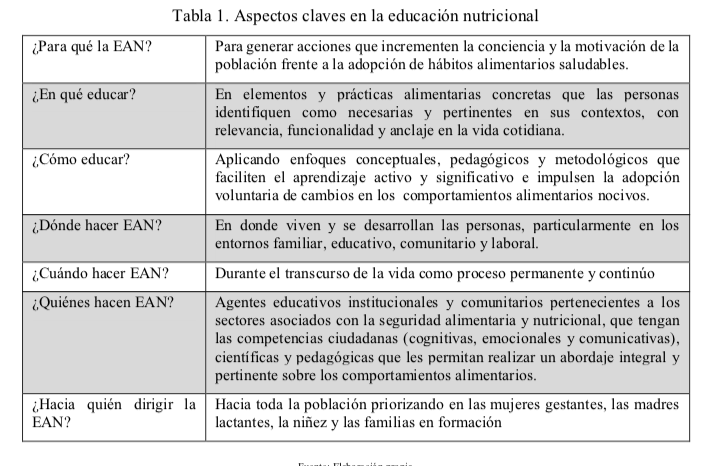 Tabla 1. Aspectos claves en la educación nutricional
¿Para qué la EAN?
Para generar acciones que incrementen la conciencia y la motivación de la
población frente a la adopción de hábitos alimentarios saludables.
¿En qué educar?
En elementos y prácticas alimentarias concretas que las personas
identifiquen como necesarias y pertinentes en sus contextos, con
relevancia, funcionalidad y anclaje en la vida cotidiana.
¿Cómo educar?
Aplicando enfoques conceptuales, pedagógicos y metodológicos que
faciliten el aprendizaje activo y significativo e impulsen la adopción
voluntaria de cambios en los comportamientos alimentarios nocivos.
¿Dónde hacer EAN?
En donde viven y se desarrollan las personas, particularmente en los
entornos familiar, educativo, comunitario y laboral.
¿Cuándo hacer EAN?
Durante el transcurso de la vida como proceso permanente y continúo
¿Quiénes hacen EAN?
Agentes educativos institucionales y comunitarios pertenecientes a los
sectores asociados con la seguridad alimentaria y nutricional, que tengan
las competencias ciudadanas (cognitivas, emocionales y comunicativas),
científicas y pedagógicas que les permitan realizar un abordaje integral y
pertinente sobre los comportamientos alimentarios.
¿Hacia quién dirigir la
EAN?
Hacia toda la población priorizando en las mujeres gestantes, las madres
lactantes, la niñez y las familias en formación